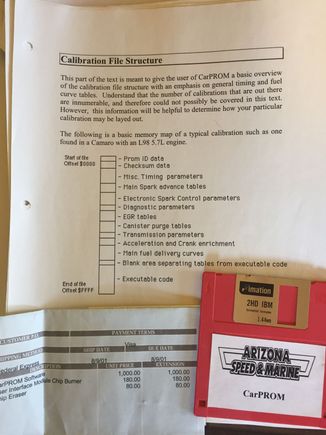 Calibration File Structure
This part of the text is meant to give the user of CarPROM a basic overview
of the calibration file structure with an emphasis on general timing and fuel
curve tables. Understand that the number of calibrations that are out there
are innumerable, and therefore could not possibly be covered in this text.
However, this information will be helpful to determine how your particular
calibration may be layed out.
The following is a basic memory map of a typical calibration such as one
found in a Camaro with an L98 5.7L engine.
Start of file
Offset $0000
- Prom ID data
- Checksum data
- Misc. Timing parameters
- Main Spark advance tables
- Electronic Spark Control parameters
- Diagnostic parameters
- EGR tables
- Canister purge tables
- Transmission parameters
- Acceration and Crank enrichment
- Main fuel delivery curves
- Blank area separating tables from executable code
- Executable code
End of file
Offset $FFFF
CUSTOMER
PAYMENT TERMS
Visa
SHIPPING METHOD
SHIP DATE
DUE DATE
Federal Express
8/9/01
8/9/01
UNIT PRICE
EXTENSION
CarPROM Software
1,000.00
1,000.00
Interface Module Chip Burner
180.00
180.00
Chip Eraser
80.00
80.00
imation
2HD IBM
1.44MB
ARIZONA
SPEED & MARINE
CarPROM